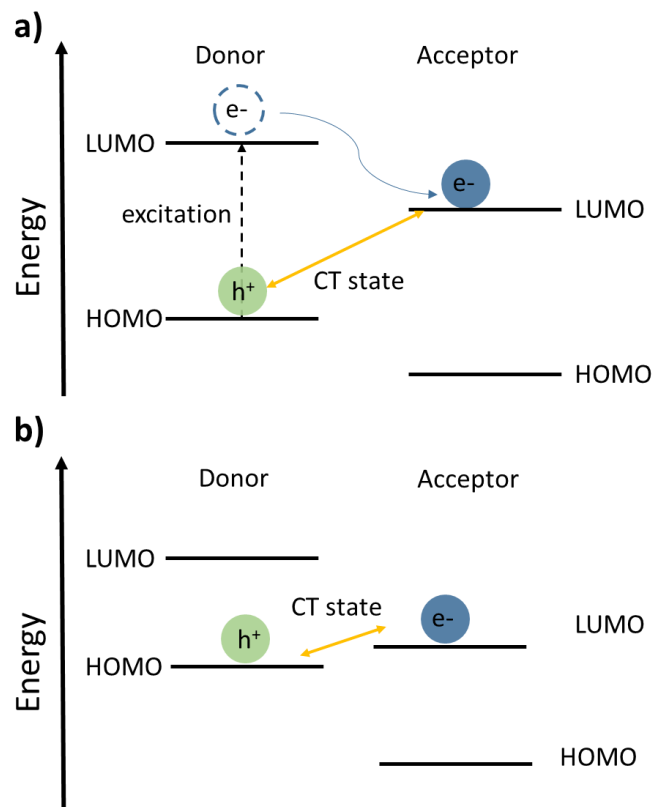 a)
Donor
Acceptor
e-
LUMO
e-
LUMO
excitation
CT state
h+
HOMO
HOMO
Energy
b)
Donor
Acceptor
LUMO
CT state
h+
e-
LUMO
HOMO
HOMO
Energy